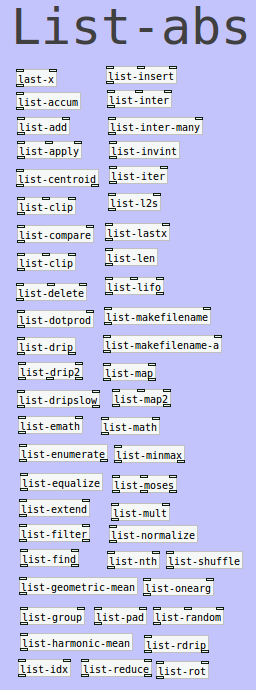 List-abs
last-x
list-insert
list-accum
list-inter
list-add
list-inter-many
list-apply
list-invint
list-centroid
list-iter
list-clip
list-l2s
list-compare
list-lastx
list-clip
list-len
list-delete
list-lifo
list-dotprod
list-makefilename
list-drip
list-makefilename-a
list-drip2
list-map
list-dripslow
list-map2
list-emath
list-math
list-enumerate
list-minmax
list-equalize
list-moses
list-extend
list-mult
list-filter
list-normalize
list-find
list-nth
list-shuffle
list-geometric-mean
list-onearg
list-group
list-pad
list-random
list-harmonic-mean
list-rdrip
list-idx
list-reduce
list-rot